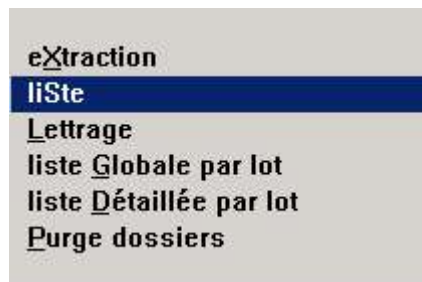 eXtraction
liSte
Lettrage
liste Globale par lot
liste Détaillée par lot
Purge dossiers